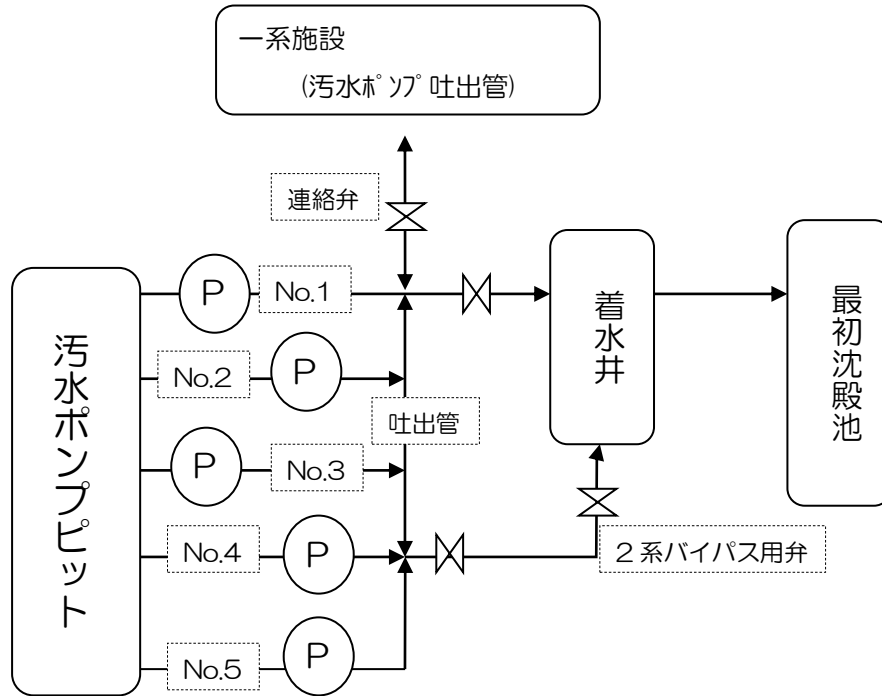 一系施設
(汚水ﾎﾟﾝﾌﾟ吐出管)
連絡弁
P
No.1
No.2
P
吐出管
P
No.3
No.4
P
No.5
P
汚水ポンプピット
着水井
最初沈殿池
2系バイパス用弁